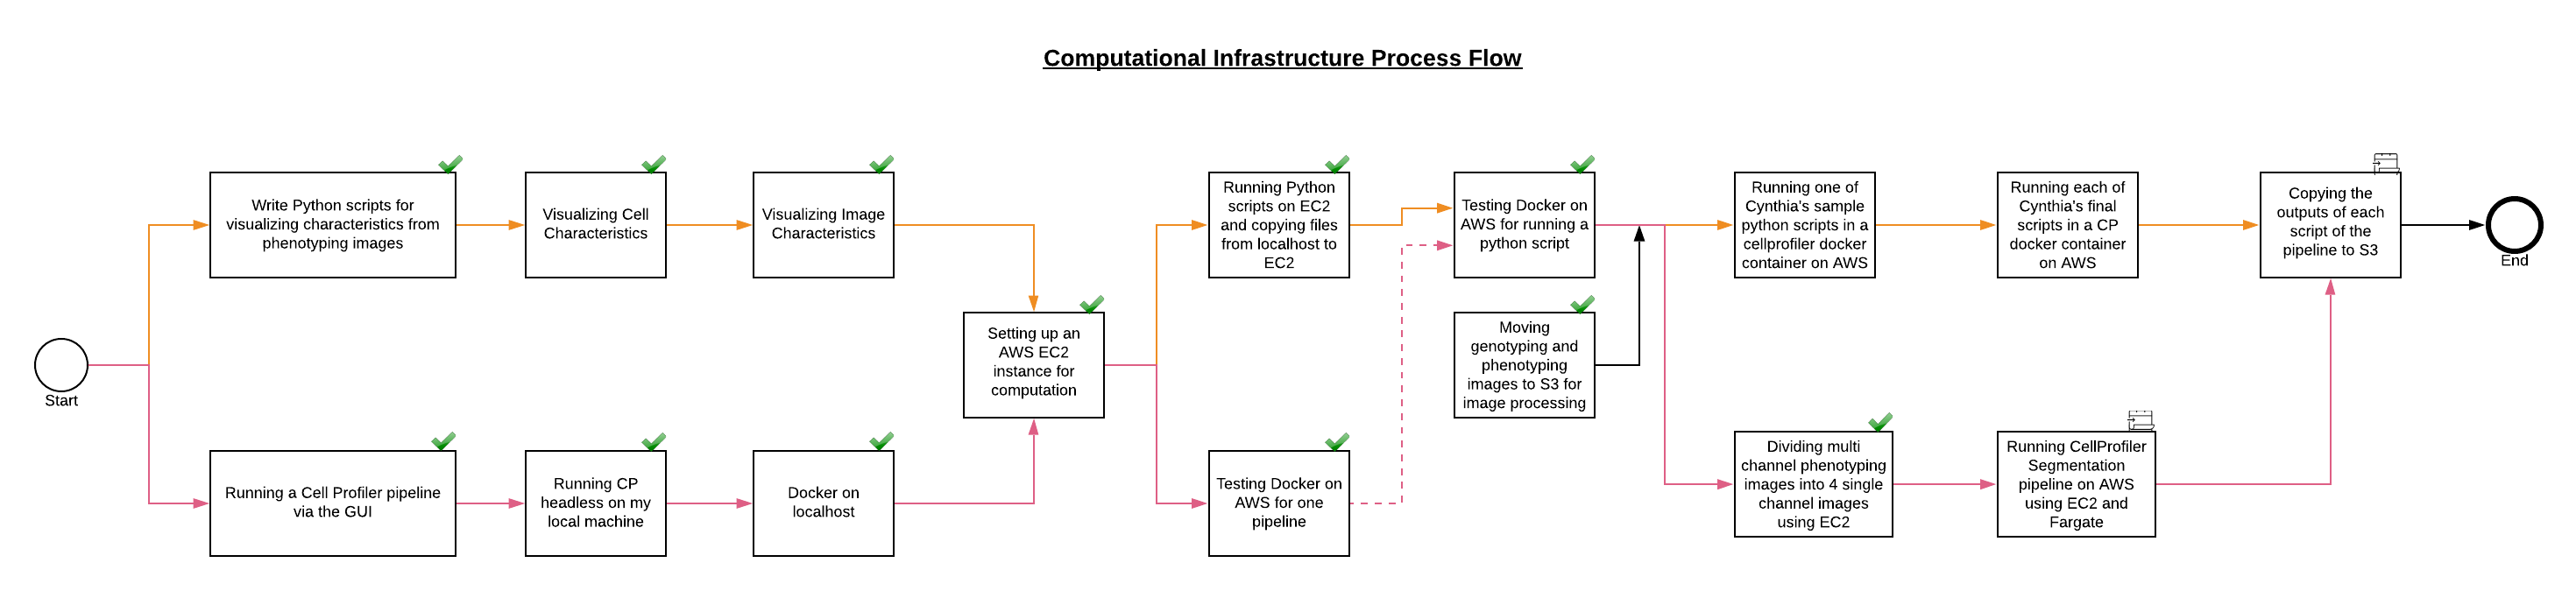 Computational Infrastructure Process Flow
Start
Write Python scripts for
visualizing characteristics from
phenotyping images
Visualizing Cell
Characteristics
Visualizing Image
Characteristics
Running a Cell Profiler pipeline
via the GUI
Running CP
headless on my
local machine
Docker on
localhost
Setting up an
AWS EC2
instance for
computation
Running Python
scripts on EC2
and copying files
from localhost to
EC2
Testing Docker on
AWS for one
pipeline
Testing Docker on
AWS for running a
python script
Moving
genotyping and
phenotyping
images to S3 for
image processing
Running one of
Cynthia's sample
python scripts in a
cellprofiler docker
container on AWS
Running each of
Cynthia's final
scripts in a CP
docker container
on AWS
Dividing multi
channel phenotyping
images into 4 single
channel images
using EC2
Running CellProfiler
Segmentation
pipeline on AWS
using EC2 and
Fargate
Copying the
outputs of each
script of the
pipeline to S3
End